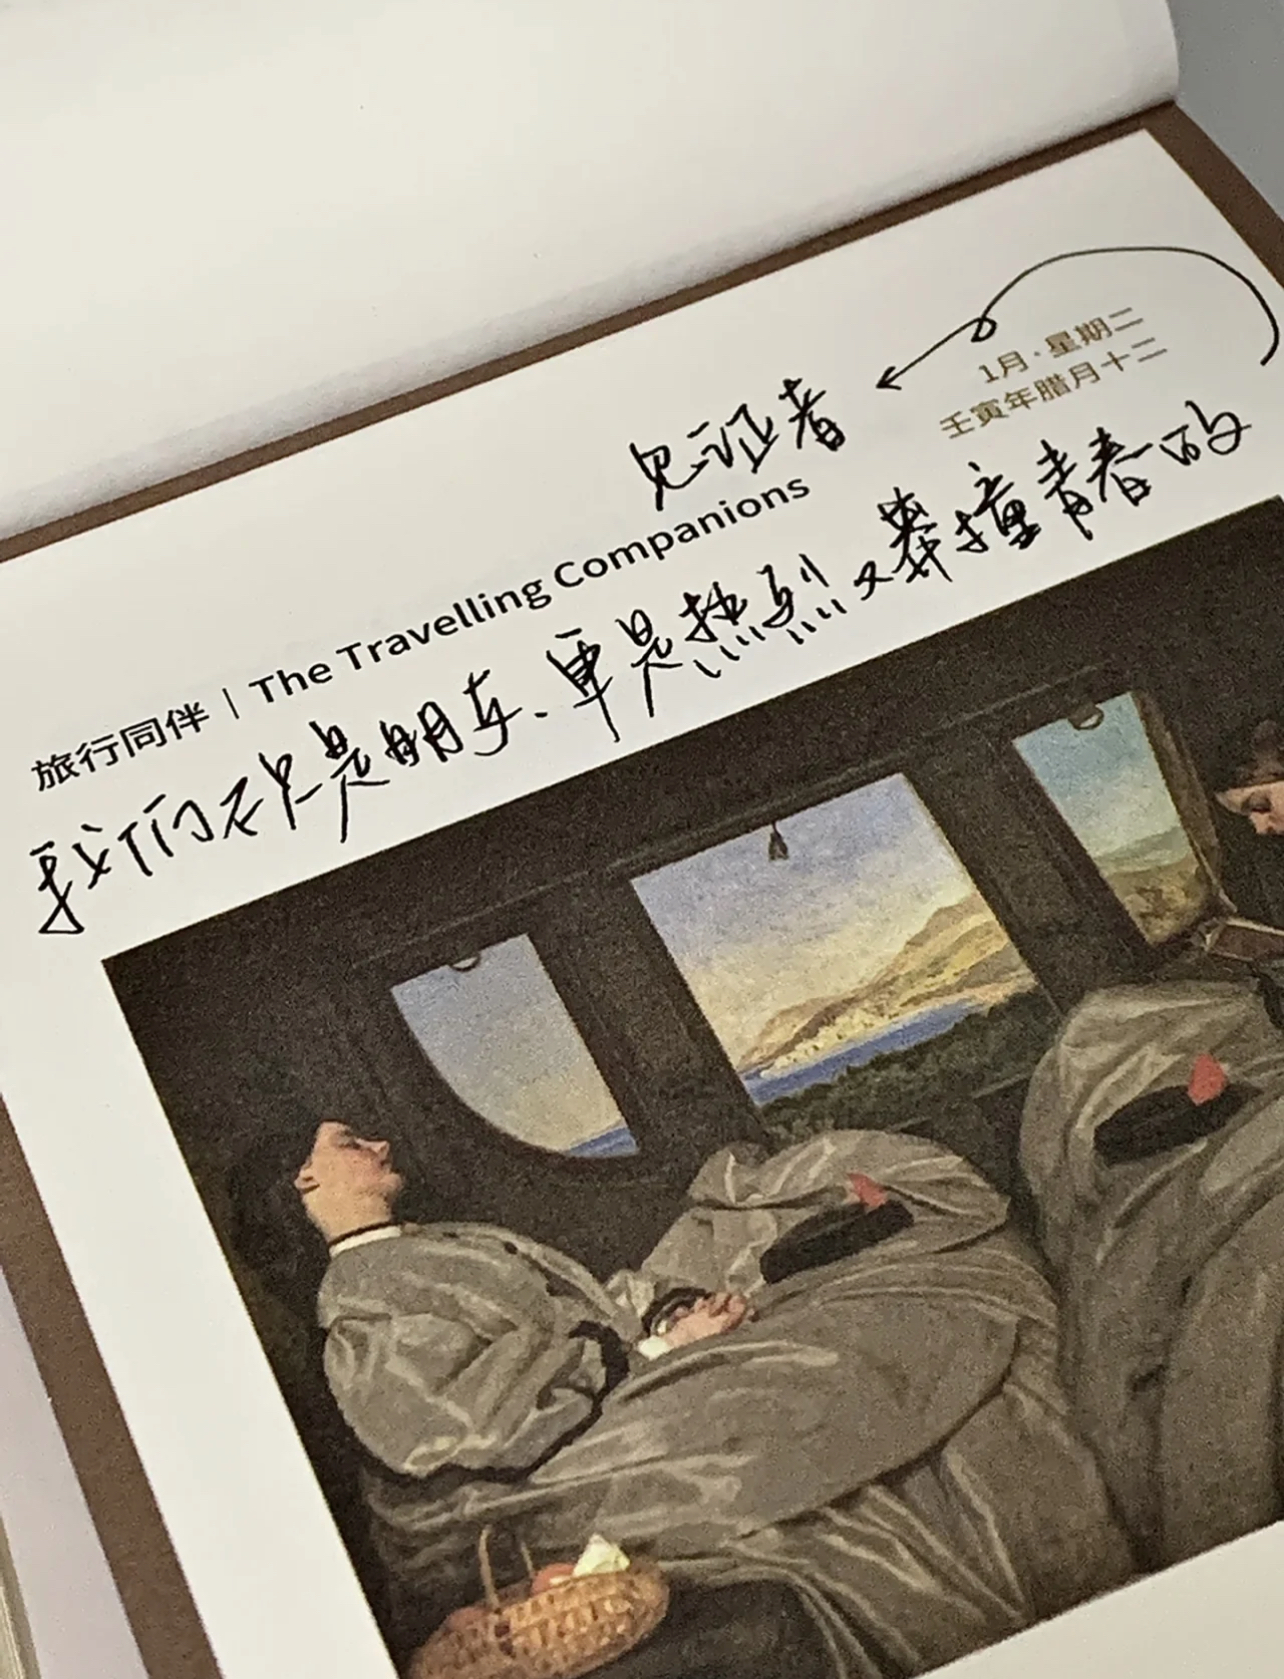 1月·星期二
壬寅年腊月十二
旅行同伴 | The Travelling Companions
我们不只是朋友、更是热烈又莽撞青春的
见证者